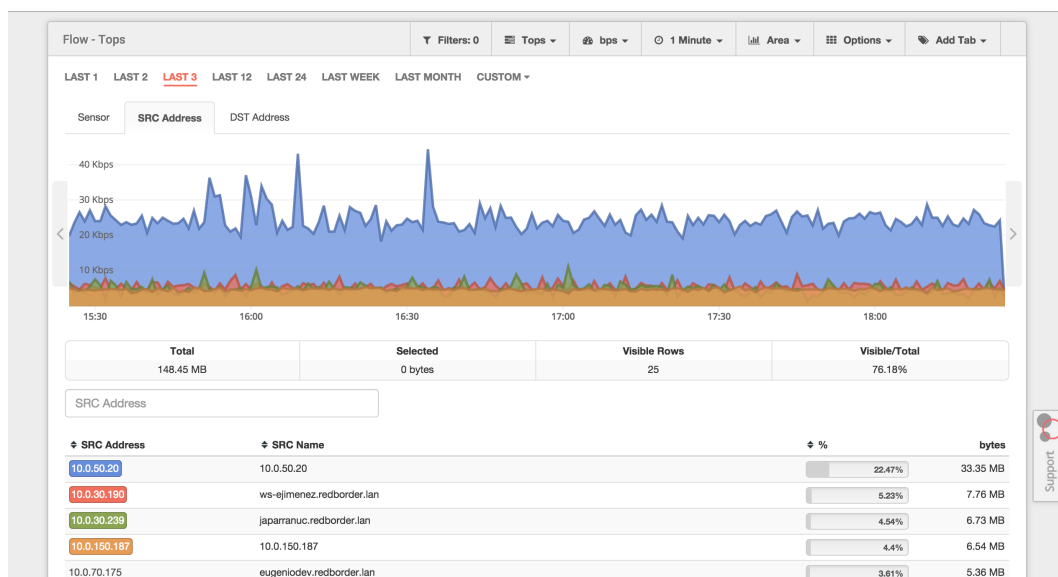 Flow - Tops Filters: 0 Tops bps 1 Minute Area Options Add Tab
LAST 1 LAST 2 LAST 3 LAST 12 LAST 24 LAST WEEK LAST MONTH CUSTOM
Sensor SRC Address DST Address
40 Kbps
30 Kbps
20 Kbps
10 Kbps
15:30 16:00 16:30 17:00 17:30 18:00
Total Selected Visible Rows Visible/Total
148.45 MB 0 bytes 25 76.18%
SRC Address
SRC Address SRC Name % bytes
10.0.50.20 10.0.50.20 22.47% 33.35 MB
10.0.30.190 ws-ejimenez.redborder.lan 5.23% 7.76 MB
10.0.30.239 japarranuc.redborder.lan 4.54% 6.73 MB
10.0.150.187 10.0.150.187 4.4% 6.54 MB
10.0.70.175 eugeniodev.redborder.lan 3.61% 5.36 MB
Support